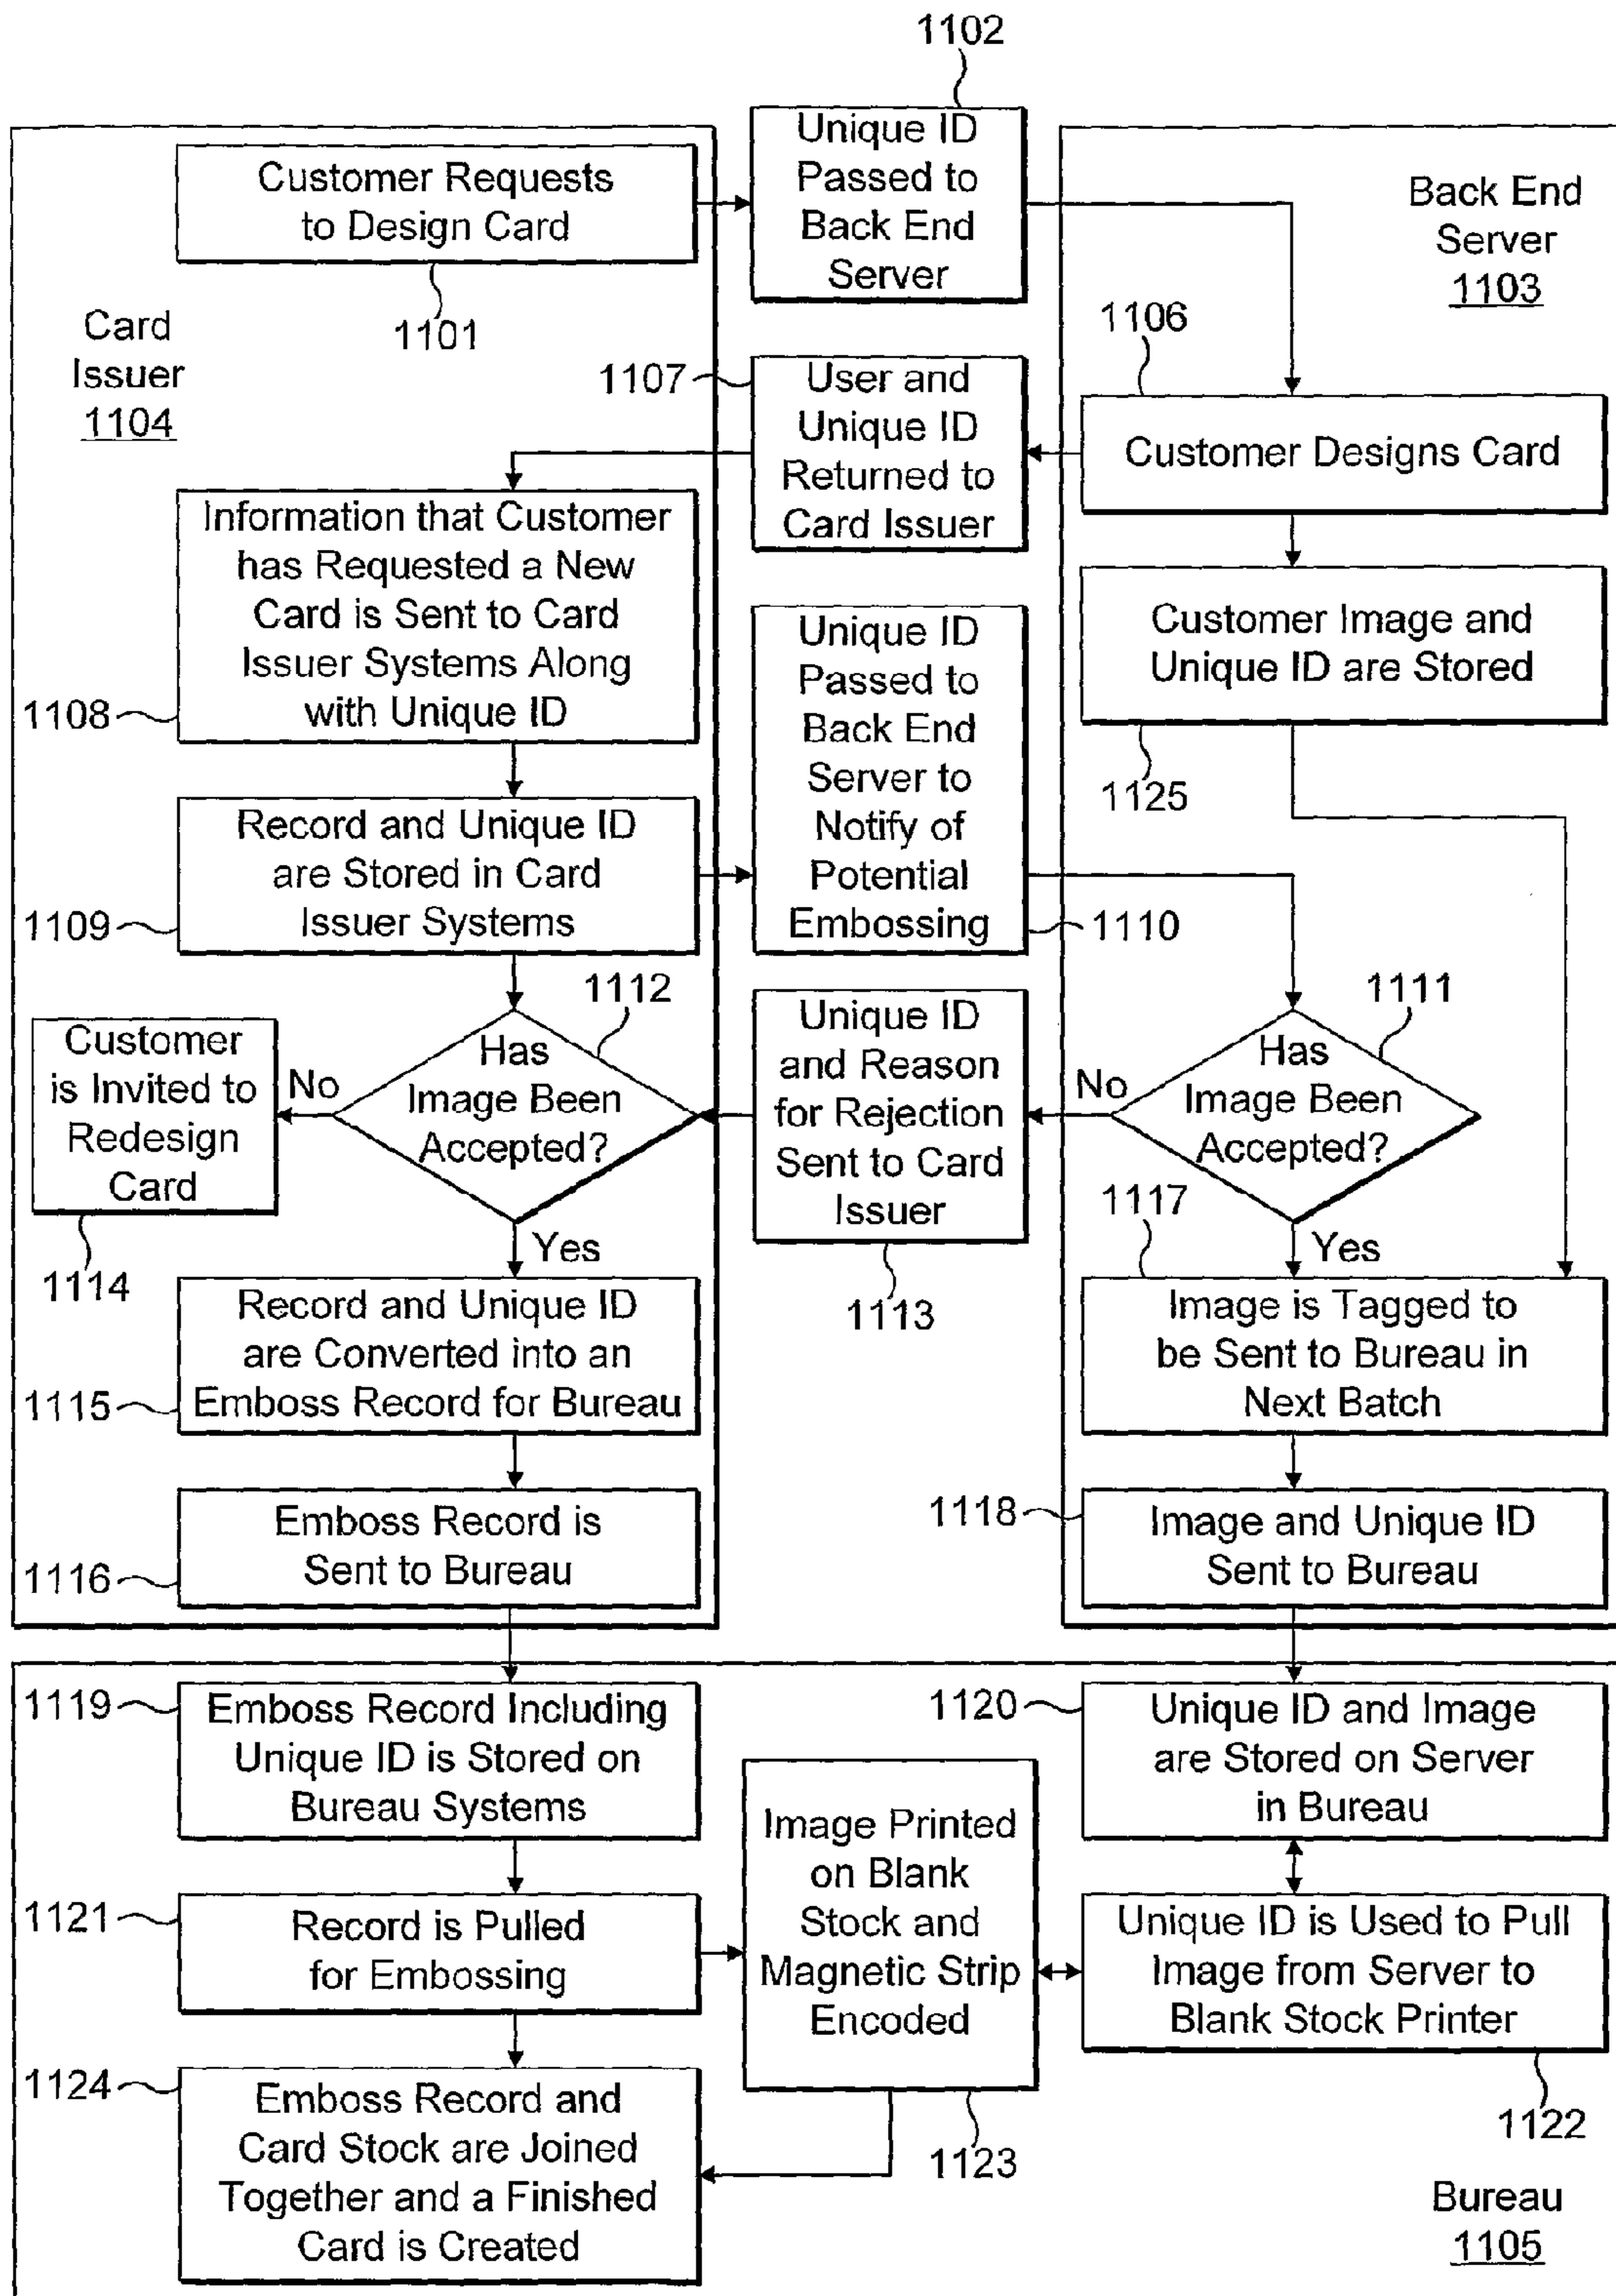 1102
Unique ID
Passed to
Back End
Server
Customer Requests
to Design Card
1101
Back End
Server
1103
Card
Issuer
1104
1106
1107
User and
Unique ID
Returned to
Card Issuer
Customer Designs Card
Information that Customer
has Requested a New
Card is Sent to Card
Issuer Systems Along
with Unique ID
1108
Unique ID
Passed to
Back End
Server to
Notify of
Potential
Embossing
1110
Customer Image and
Unique ID are Stored
1125
Record and Unique ID
are Stored in Card
Issuer Systems
1109
1112
Has
Image Been
Accepted?
No
Yes
Customer
is Invited to
Redesign
Card
1114
Unique ID
and Reason
for Rejection
Sent to Card
Issuer
1113
1111
Has
Image Been
Accepted?
No
Yes
1117
Record and Unique ID
are Converted into an
Emboss Record for Bureau
1115
Image is Tagged to
be Sent to Bureau in
Next Batch
Emboss Record is
Sent to Bureau
1116
1118
Image and Unique ID
Sent to Bureau
1119
Emboss Record Including
Unique ID is Stored on
Bureau Systems
1120
Unique ID and Image
are Stored on Server
in Bureau
Image Printed
on Blank
Stock and
Magnetic Strip
Encoded
1123
1121
Record is Pulled
for Embossing
Unique ID is Used to Pull
Image from Server to
Blank Stock Printer
1122
1124
Emboss Record and
Card Stock are Joined
Together and a Finished
Card is Created
Bureau
1105